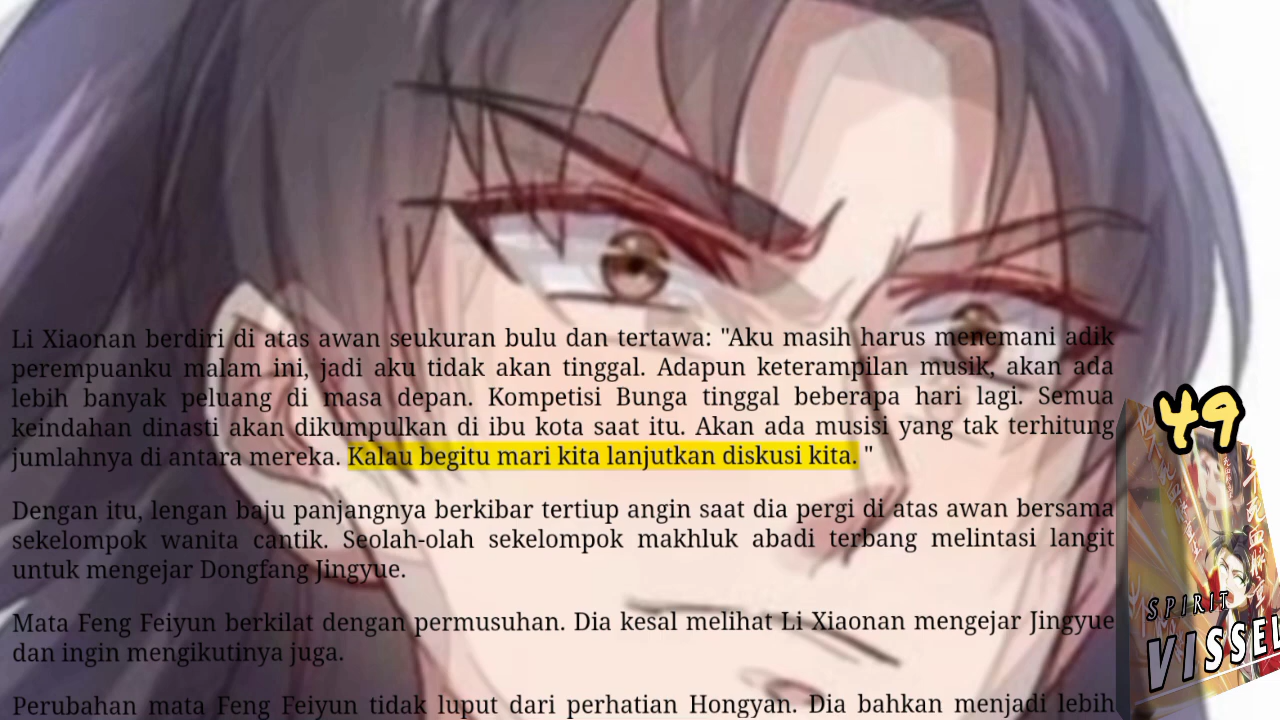 Li Xiaonan berdiri di atas awan seukuran bulu dan tertawa: "Aku masih harus menemani adik
perempuanku malam ini, jadi aku tidak akan tinggal. Adapun keterampilan musik, akan ada
lebih banyak peluang di masa depan. Kompetisi Bunga tinggal beberapa hari lagi. Semua
keindahan dinasti akan dikumpulkan di ibu kota saat itu. Akan ada musisi yang tak terhitung
jumlahnya di antara mereka. Kalau begitu mari kita lanjutkan diskusi kita. "
Dengan itu, lengan baju panjangnya berkibar tertiup angin saat dia pergi di atas awan bersama
sekelompok wanita cantik. Seolah-olah sekelompok makhluk abadi terbang melintasi langit
untuk mengejar Dongfang Jingyue.
Mata Feng Feiyun berkilat dengan permusuhan. Dia kesal melihat Li Xiaonan mengejar Jingyue
dan ingin mengikutinya juga.
Perubahan mata Feng Feiyun tidak luput dari perhatian Hongyan. Dia bahkan menjadi lebih
49
SPIRIT
VISSEL